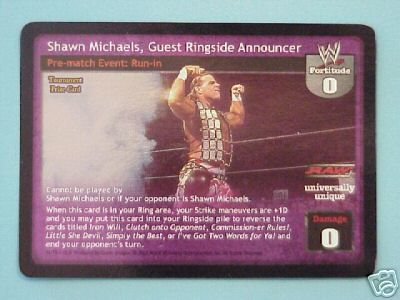 Shawn Michaels, Guest Ringside Announcer
Pre-match Event: Run-in
Fortitude
0
Tournament
Prize Card
RAW
universally
unique
Cannot be played by
Shawn Michaels or if your opponent is Shawn Michaels.
When this card is in your Ring area, your Strike maneuvers are +1D
and you may put this card into your Ringside pile to reverse the
cards titled Iron Will, Clutch onto Opponent, Commission-er Rules!,
Little She Devil, Simply the Best, or I've Got Two Words for Ya! and
end your opponent's turn.
Damage
0